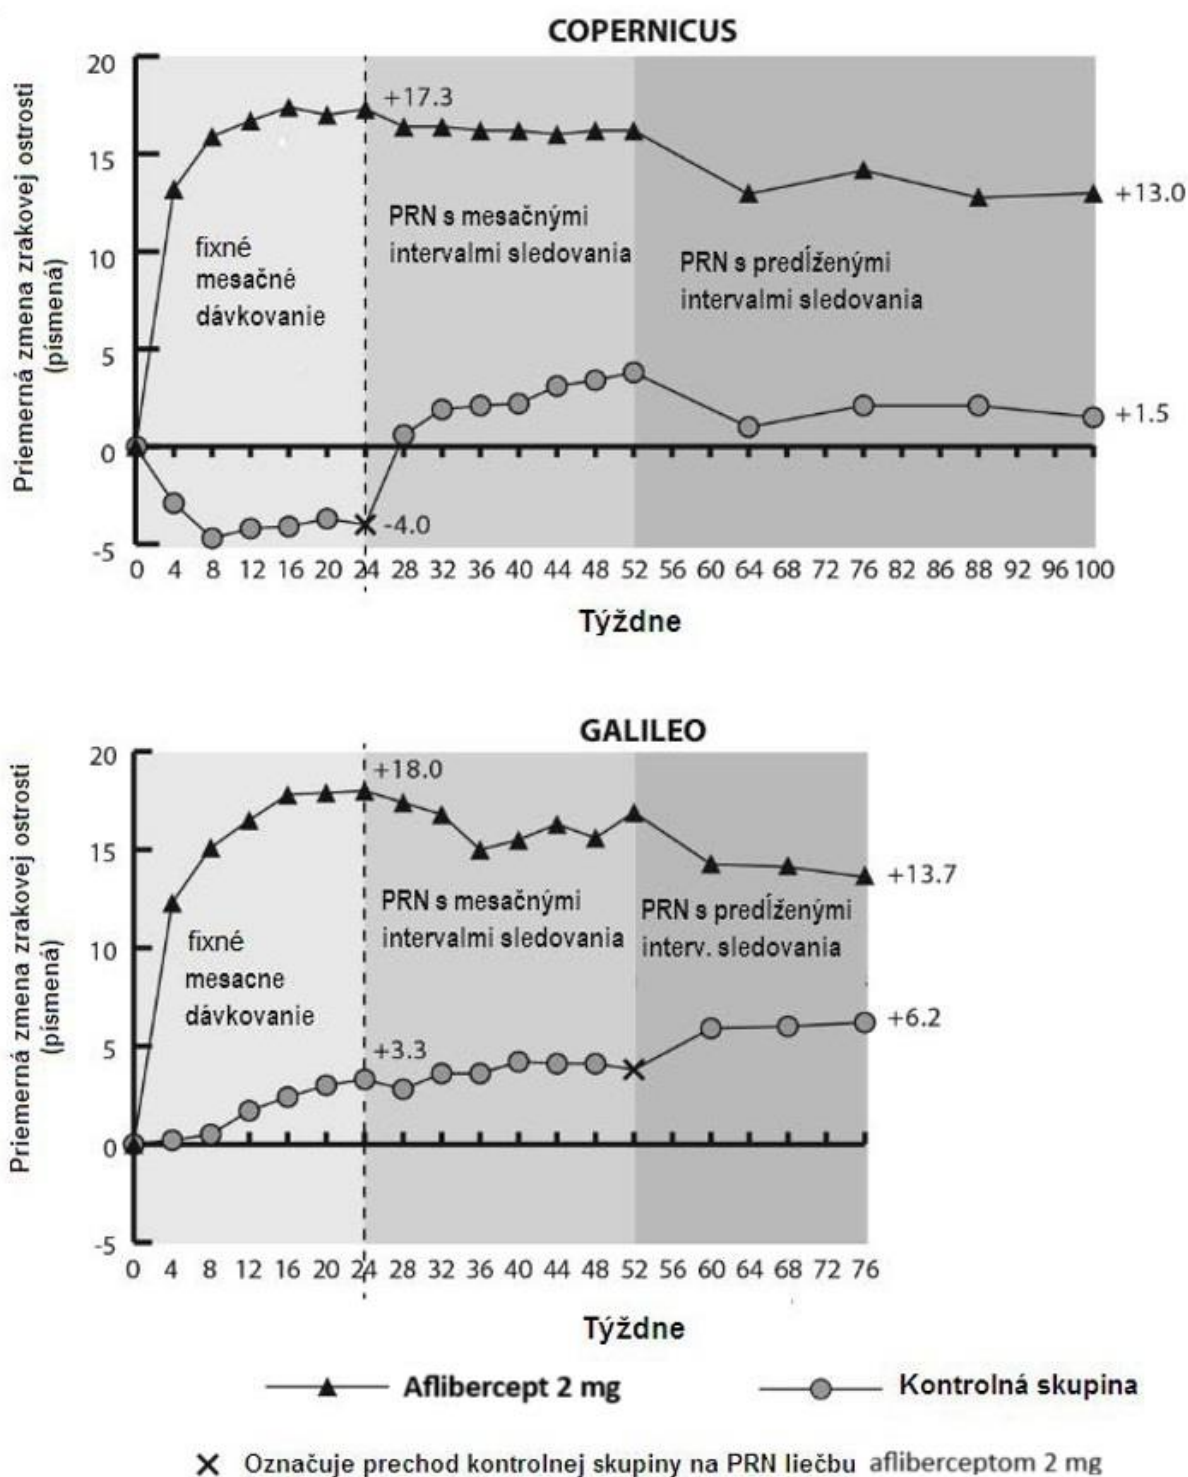 COPERNICUS
Priemerná zmena zrakovej ostrosti
(písmená)
20
15
10
5
0
-5
+17.3
fixné
mesačné
dávkovanie
PRN s mesačnými
intervalmi sledovania
PRN s predĺženými
intervalmi sledovania
+13.0
+1.5
-4.0
0 4 8 12 16 20 24 28 32 36 40 44 48 52 56 60 64 68 72 76 82 86 88 92 96 100
Týždne
GALILEO
Priemerná zmena zrakovej ostrosti
(písmená)
20
15
10
5
0
-5
+18.0
fixné
mesacne
dávkovanie
PRN s mesačnými
intervalmi sledovania
PRN s predĺženými
interv. sledovania
+13.7
+3.3
+6.2
0 4 8 12 16 20 24 28 32 36 40 44 48 52 56 60 64 68 72 76
Týždne
Aflibercept 2 mg
Kontrolná skupina
Označuje prechod kontrolnej skupiny na PRN liečbu afliberceptom 2 mg